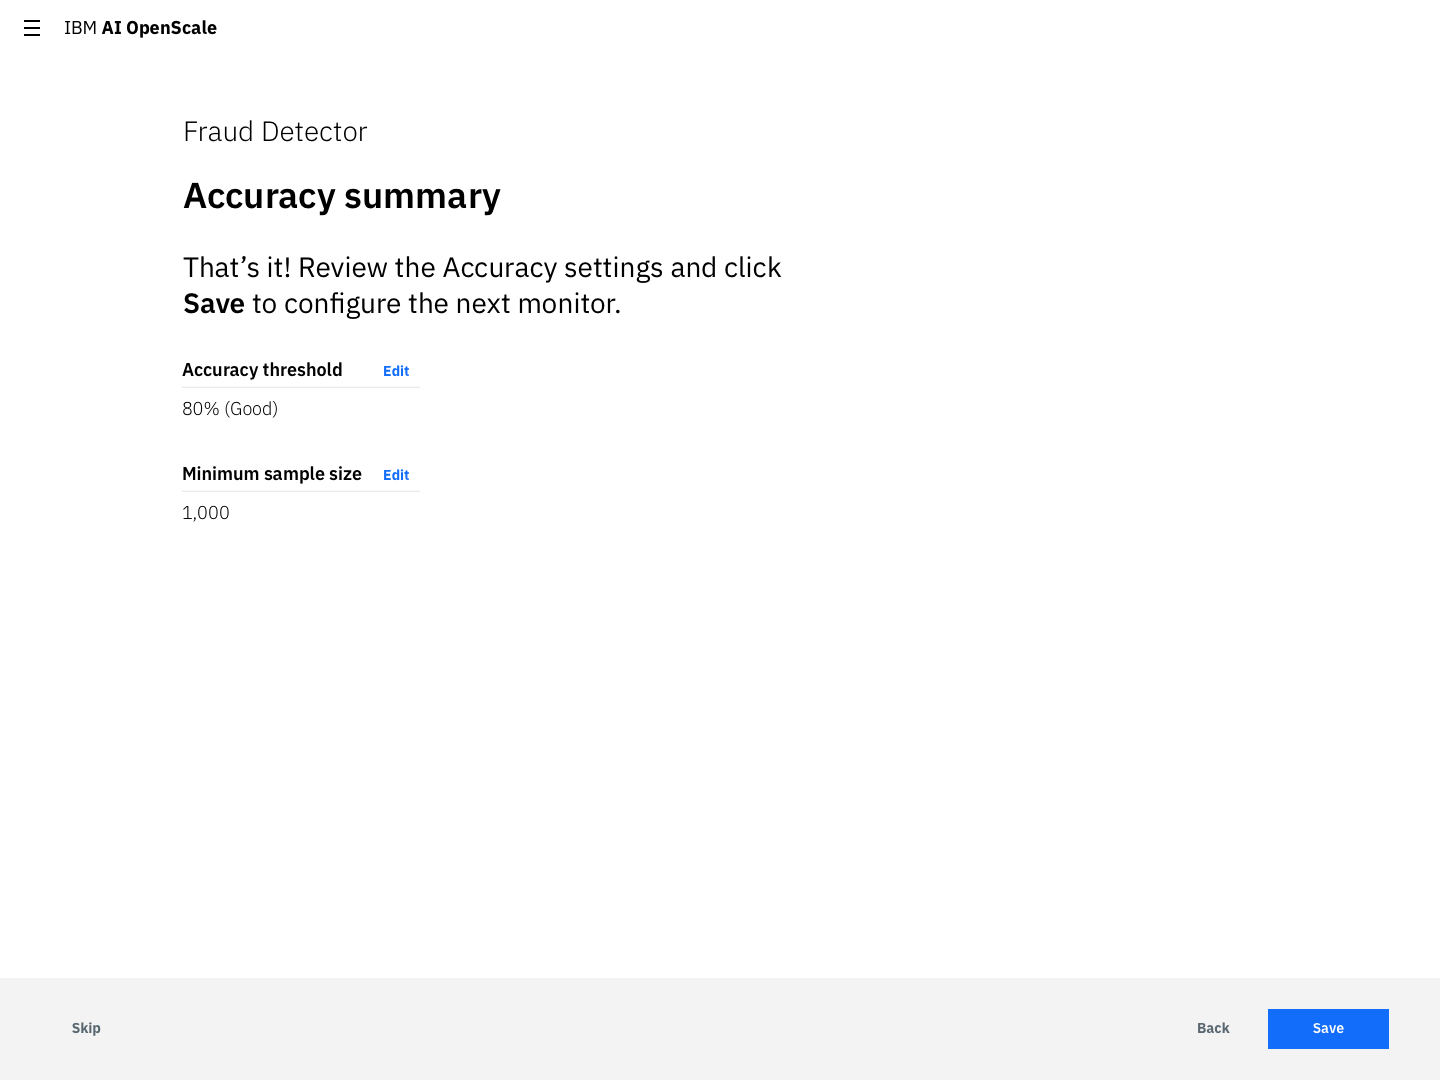 IBM AI OpenScale
Fraud Detector
Accuracy summary
That’s it! Review the Accuracy settings and click
Save to configure the next monitor.
Accuracy threshold Edit
80% (Good)
Minimum sample size Edit
1,000
Skip Back Save